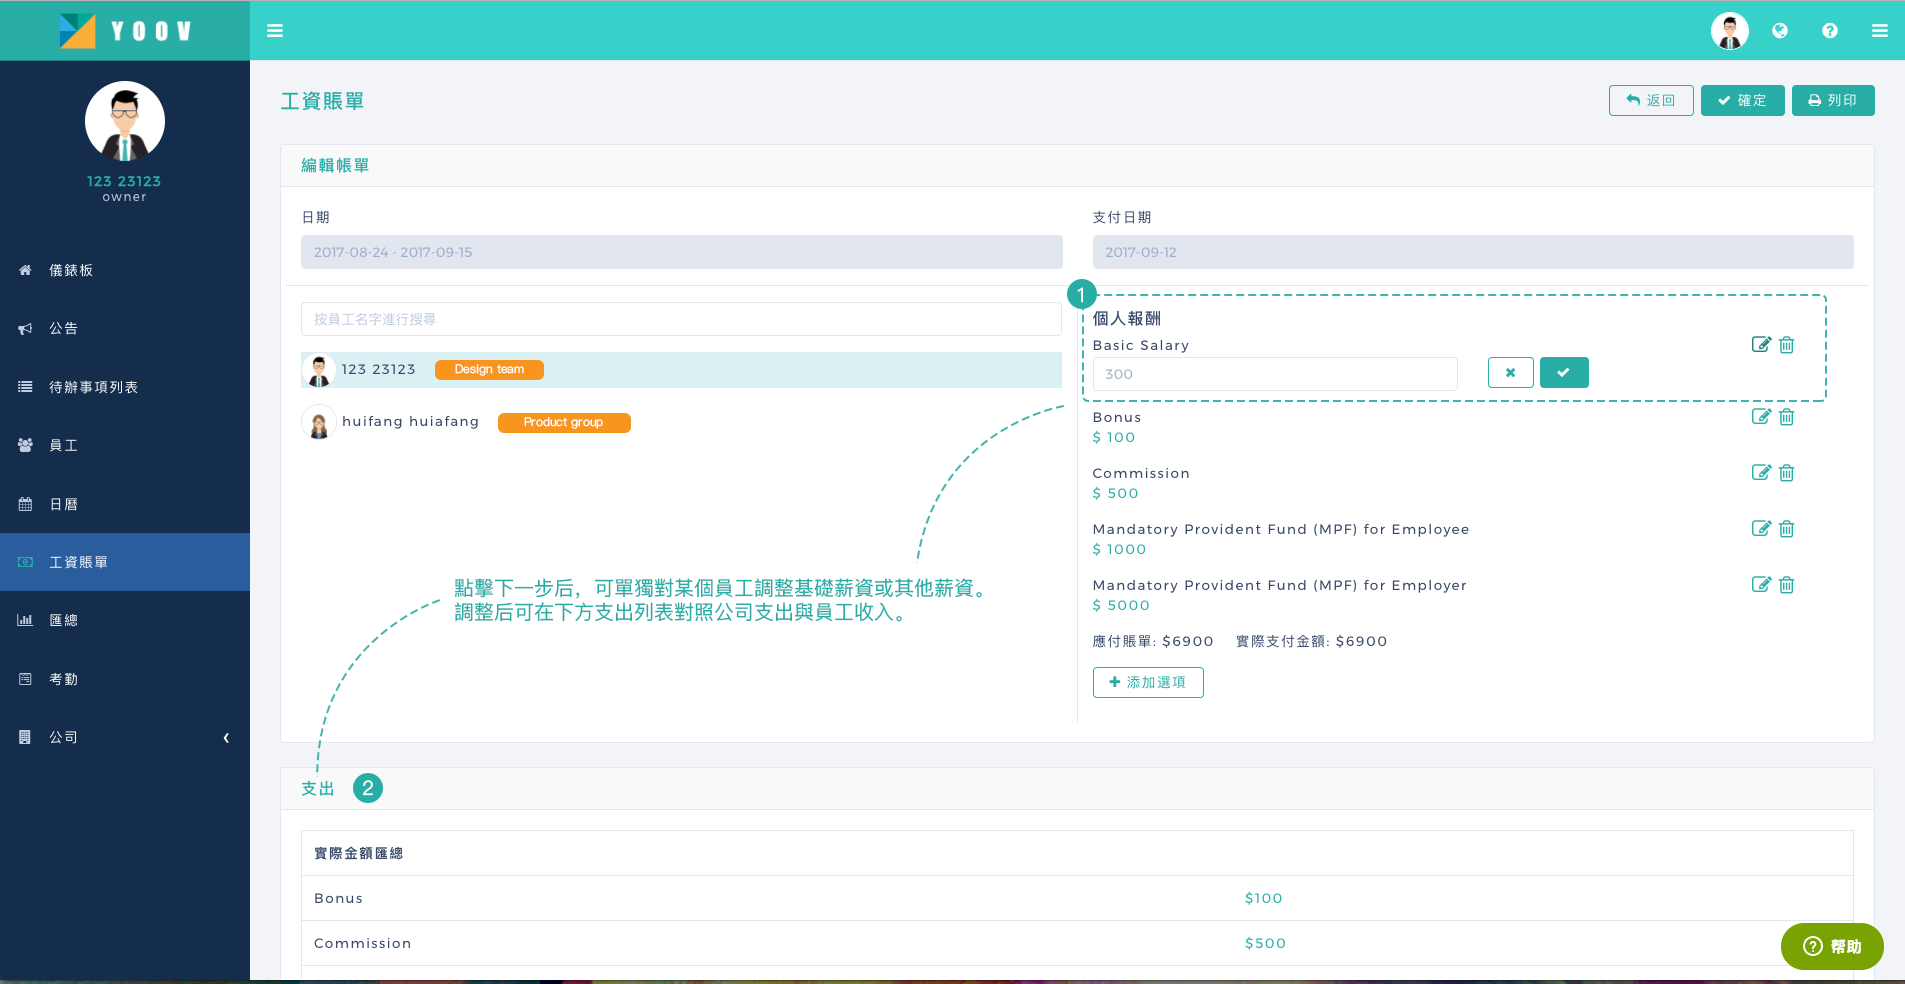 YOOV
123 23123
owner
儀錶板
公告
待辦事項列表
員工
日曆
工資賬單
匯總
考勤
公司
工資賬單
返回
確定
列印
編輯帳單
日期
支付日期
2017-08-24 - 2017-09-15
2017-09-12
按員工名字進行搜尋
123 23123
Design team
huifang huiafang
Product group
1
個人報酬
Basic Salary
300
Bonus
$ 100
Commission
$ 500
Mandatory Provident Fund (MPF) for Employee
$ 1000
Mandatory Provident Fund (MPF) for Employer
$ 5000
應付賬單: $6900 實際支付金額: $6900
添加選項
點擊下一步后，可單獨對某個員工調整基礎薪資或其他薪資。
調整后可在下方支出列表對照公司支出與員工收入。
支出
2
實際金額匯總
Bonus
$100
Commission
$500
帮助